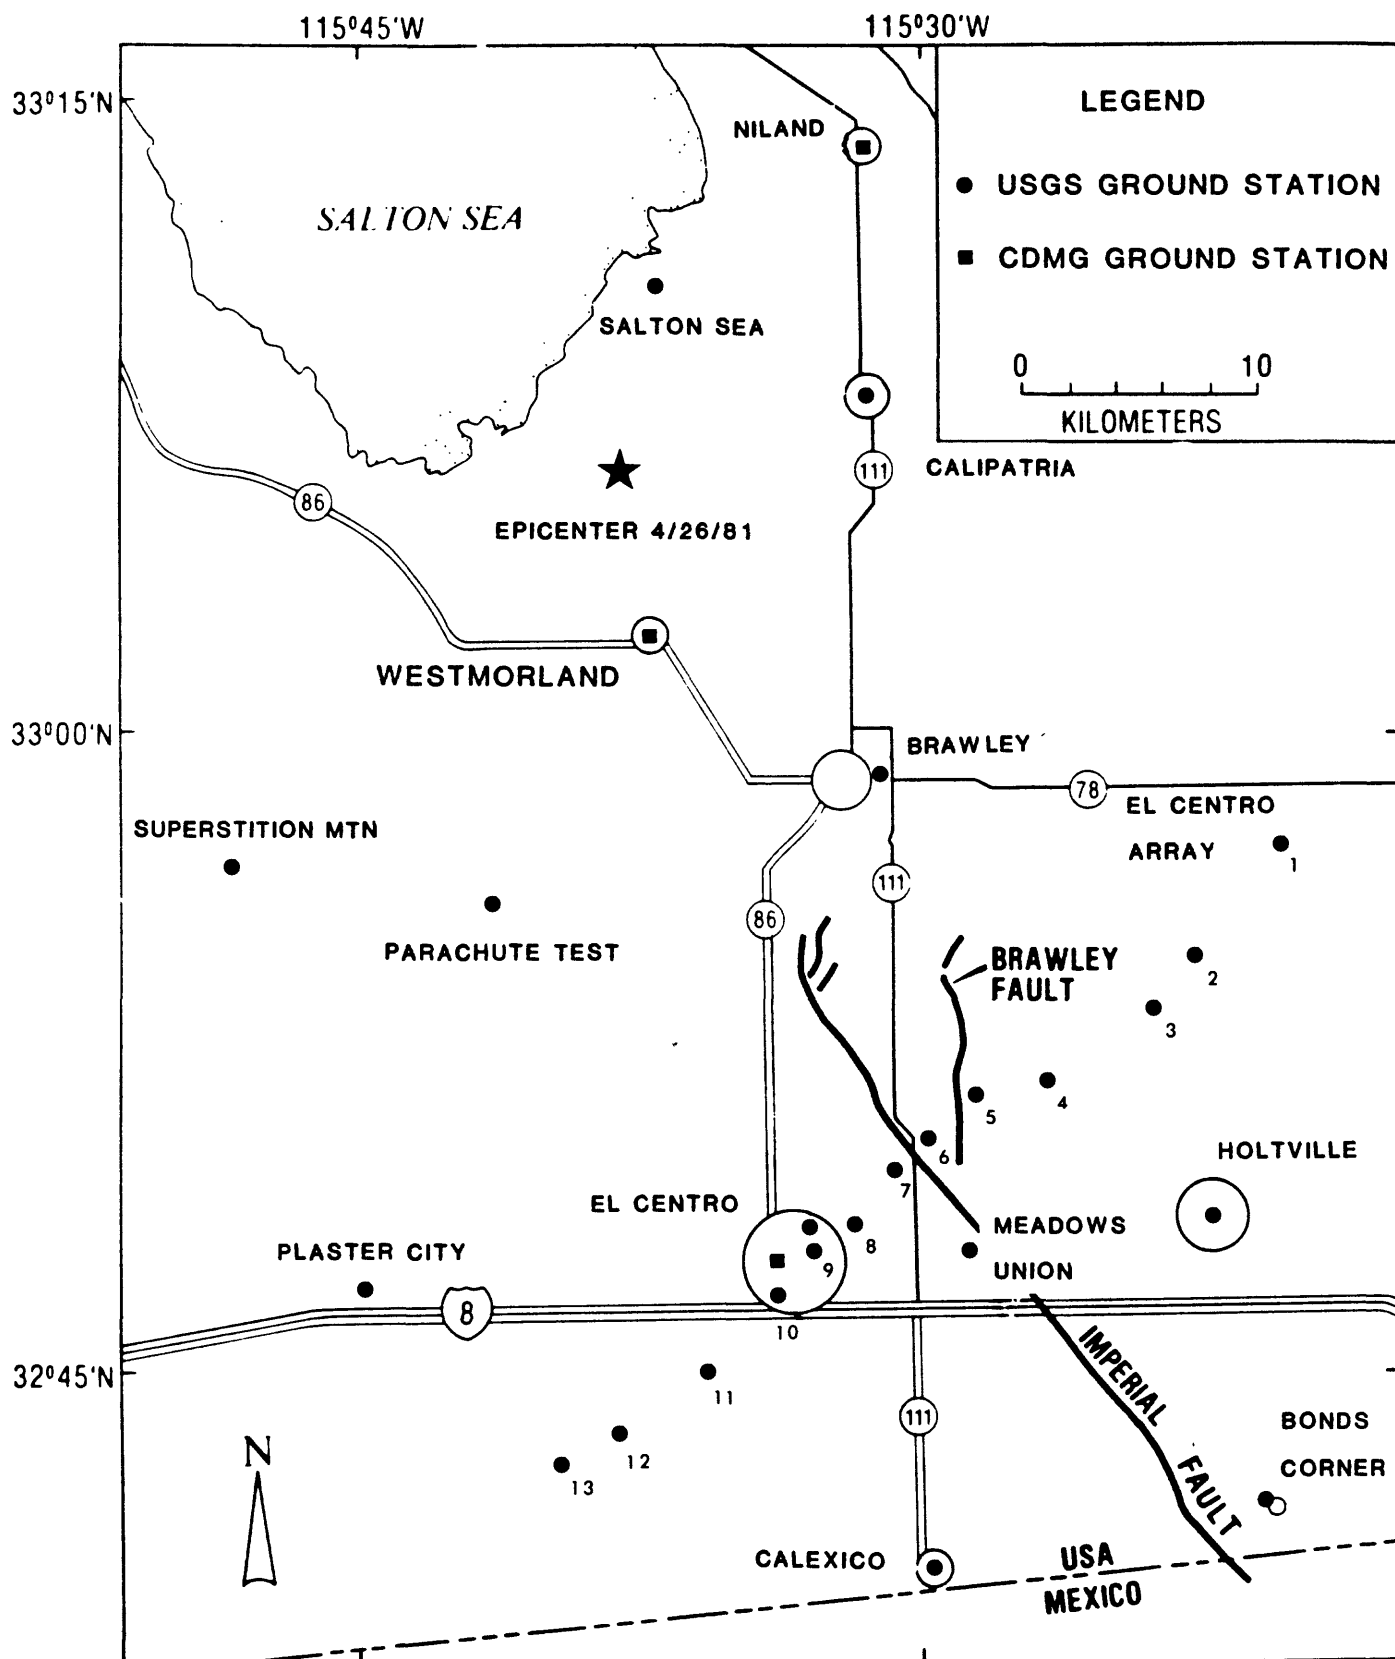 115°45'W
115°30'W
33°15'N
LEGEND
NILAND
USGS GROUND STATION
SALTON SEA
CDMG GROUND STATION
SALTON SEA
0 10
KILOMETERS
111
CALIPATRIA
86
EPICENTER 4/26/81
WESTMORLAND
33°00'N
BRAWLEY
78
EL CENTRO
ARRAY
SUPERSTITION MTN
1
111
86
PARACHUTE TEST
BRAWLEY
FAULT
2
3
4
5
6
HOLTVILLE
7
EL CENTRO
MEADOWS
UNION
8
PLASTER CITY
9
8
10
32°45'N
11
IMPERIAL
FAULT
111
BONDS
CORNER
N
12
13
CALEXICO
USA
MEXICO